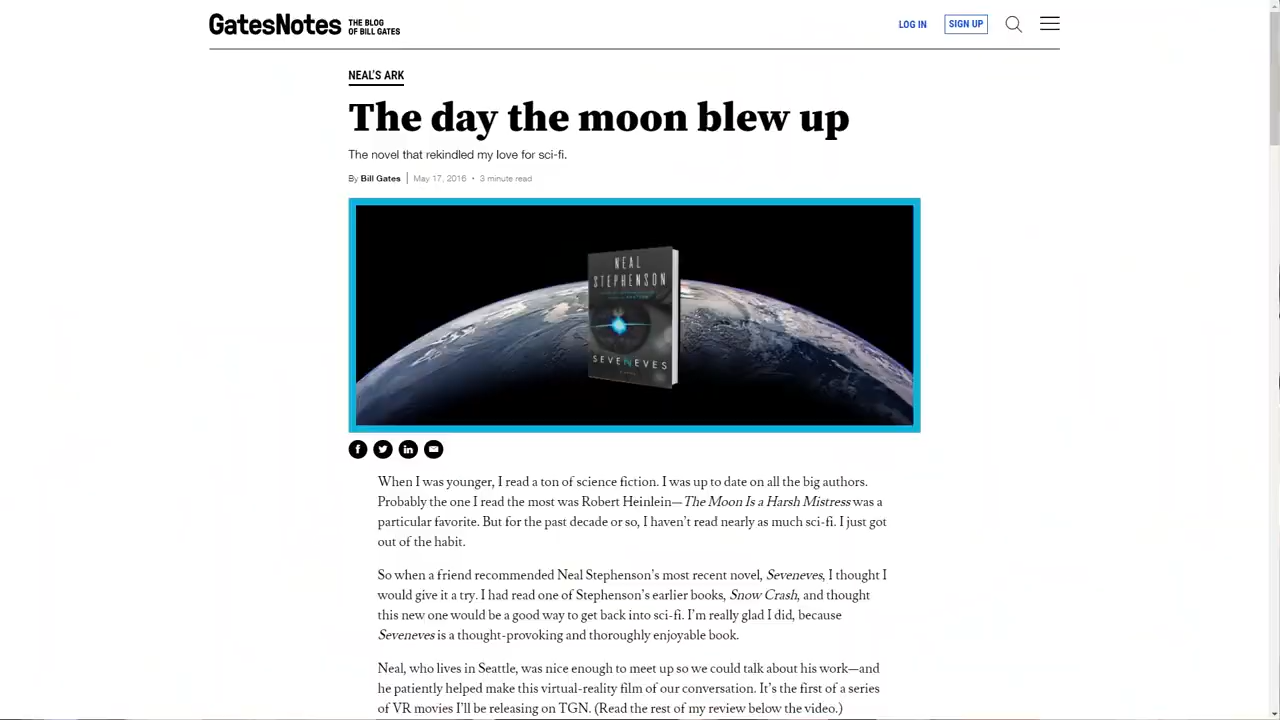 GatesNotes THE BLOG
OF BILL GATES
LOG IN
SIGN UP
NEAL'S ARK
The day the moon blew up
The novel that rekindled my love for sci-fi.
By Bill Gates | May 17, 2016 • 3 minute read
NEAL
STEPHENSON
SEVENEVES
When I was younger, I read a ton of science fiction. I was up to date on all the big authors.
Probably the one I read the most was Robert Heinlein—The Moon Is a Harsh Mistress was a
particular favorite. But for the past decade or so, I haven't read nearly as much sci-fi. I just got
out of the habit.
So when a friend recommended Neal Stephenson's most recent novel, Seveneves, I thought I
would give it a try. I had read one of Stephenson's earlier books, Snow Crash, and thought
this new one would be a good way to get back into sci-fi. I'm really glad I did, because
Seveneves is a thought-provoking and thoroughly enjoyable book.
Neal, who lives in Seattle, was nice enough to meet up so we could talk about his work—and
he patiently helped make this virtual-reality film of our conversation. It's the first of a series
of VR movies I'll be releasing on TGN. (Read the rest of my review below the video.)